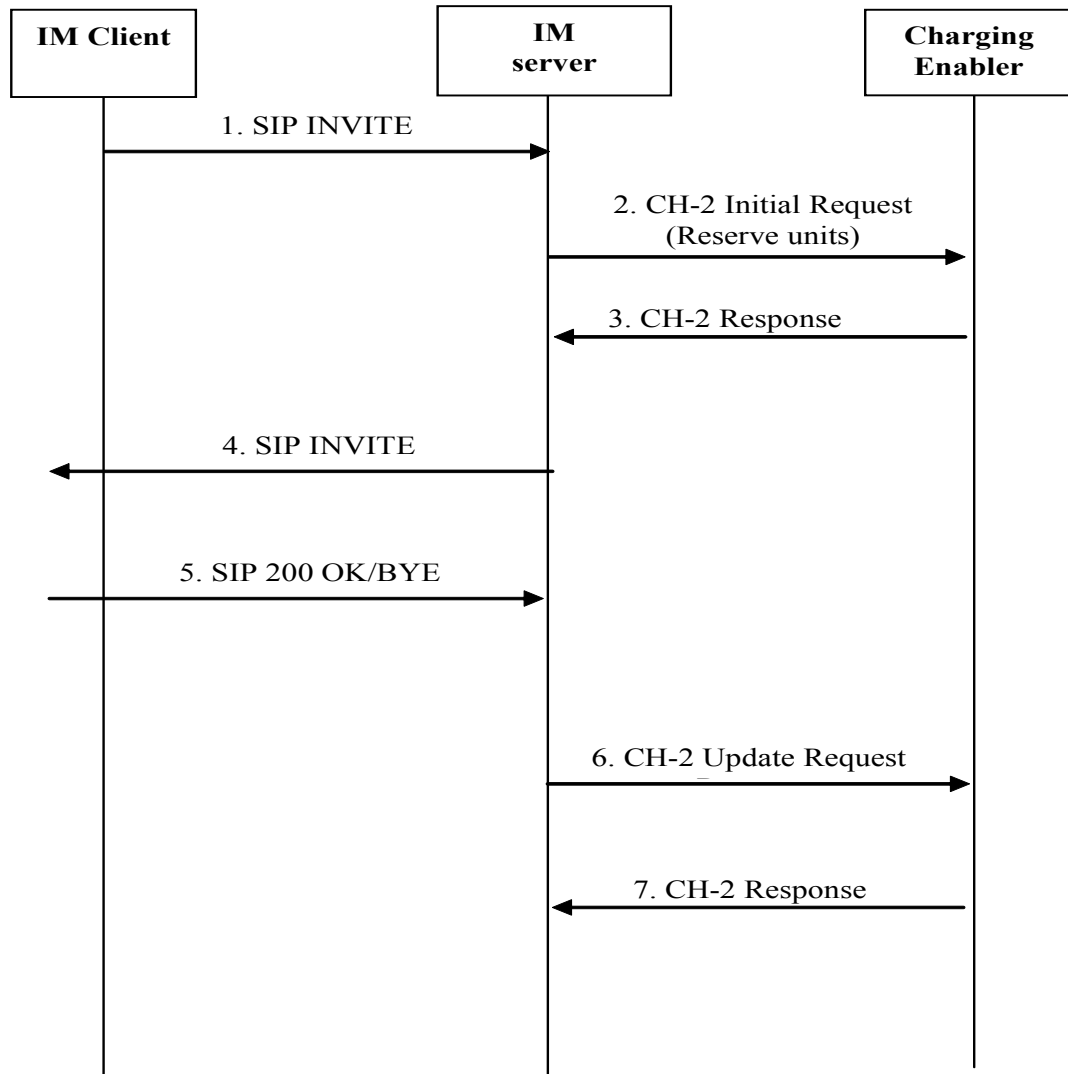 IM Client
IM
server
Charging
Enabler
1. SIP INVITE
2. CH-2 Initial Request
(Reserve units)
3. CH-2 Response
4. SIP INVITE
5. SIP 200 OK/BYE
6. CH-2 Update Request
7. CH-2 Response